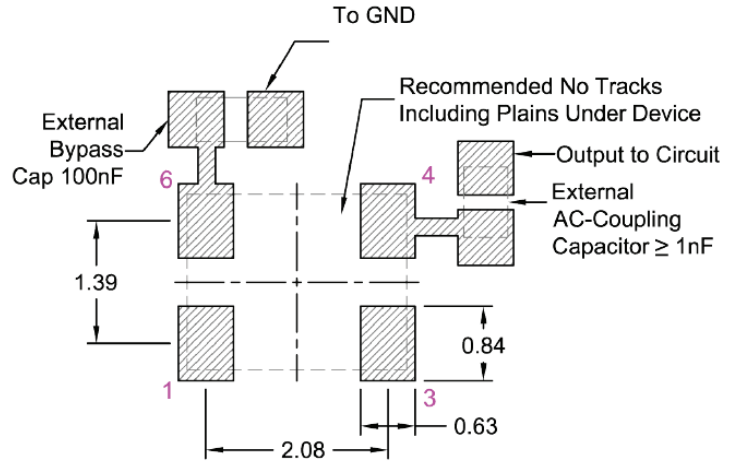 To GND
Recommended No Tracks
Including Plains Under Device
External
Bypass
Cap 100nF
6
4
Output to Circuit
External
AC-Coupling
Capacitor ≥ 1nF
1.39
0.84
1
3
0.63
2.08